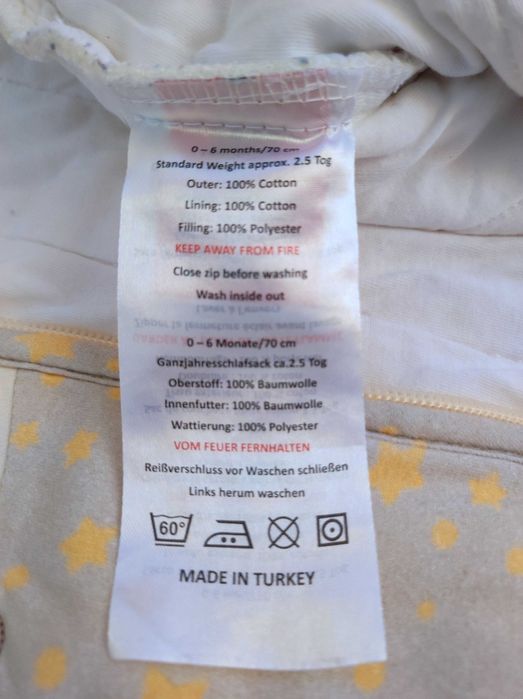 0 – 6 months/70 cm
Standard Weight approx. 2.5 Tog
Outer: 100% Cotton
Lining: 100% Cotton
Filling: 100% Polyester
KEEP AWAY FROM FIRE
Close zip before washing
Wash inside out
0 – 6 Monate/70 cm
Ganzjahresschlafsack ca.2.5 Tog
Oberstoff: 100% Baumwolle
Innenfutter: 100% Baumwolle
Wattierung: 100% Polyester
VOM FEUER FERNHALTEN
Reißverschluss vor Waschen schließen
Links herum waschen
60°
MADE IN TURKEY